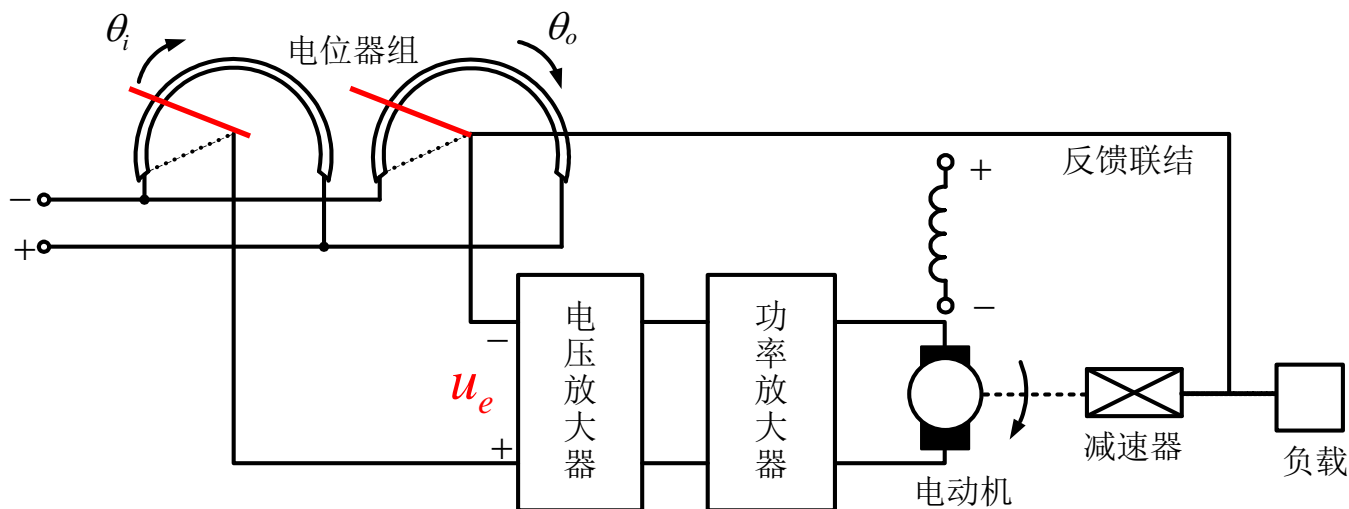 θi
电位器组
θo
反馈联结
+
−
+
−
−
ue
+
电压放大器
功率放大器
电动机
减速器
负载